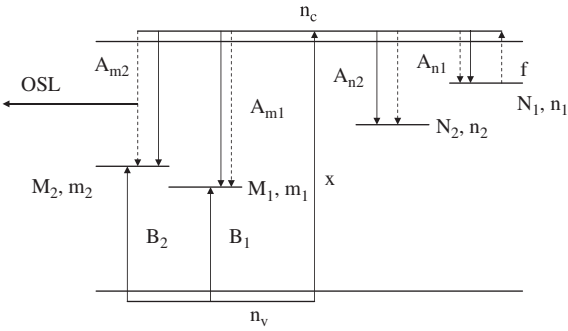 n_c
A_m2
A_n1
f
OSL
A_n2
A_m1
N_1, n_1
N_2, n_2
M_2, m_2
M_1, m_1
x
B_2
B_1
n_v